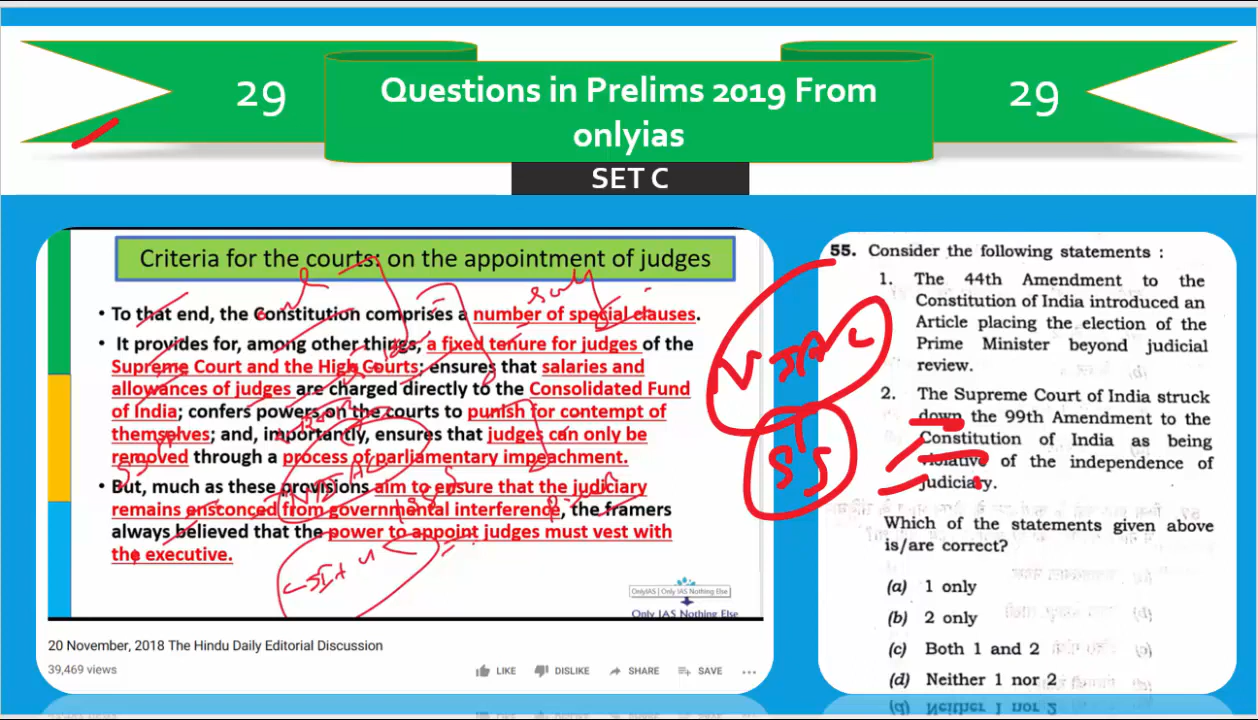 29
Questions in Prelims 2019 From
onlyias
29
SET C
Criteria for the courts: on the appointment of judges
• To that end, the Constitution comprises a number of special clauses.
• It provides for, among other things, a fixed tenure for judges of the
Supreme Court and the High Courts; ensures that salaries and
allowances of judges are charged directly to the Consolidated Fund
of India; confers powers on the courts to punish for contempt of
themselves; and, importantly, ensures that judges can only be
removed through a process of parliamentary impeachment.
• But, much as these provisions aim to ensure that the judiciary
remains ensconced from governmental interference, the framers
always believed that the power to appoint judges must vest with
the executive.
OnlyIAS | Only IAS Nothing Else
Only IAS Nothing Else
20 November, 2018 The Hindu Daily Editorial Discussion
39,469 views
LIKE DISLIKE SHARE SAVE
NJAC
55. Consider the following statements :
1. The 44th Amendment to the
Constitution of India introduced an
Article placing the election of the
Prime Minister beyond judicial
review.
2. The Supreme Court of India struck
down the 99th Amendment to the
Constitution of India as being
violative of the independence of
judiciary.
Which of the statements given above
is/are correct?
(a) 1 only
(b) 2 only
(c) Both 1 and 2
(d) Neither 1 nor 2
(d) Neither 1 nor 2